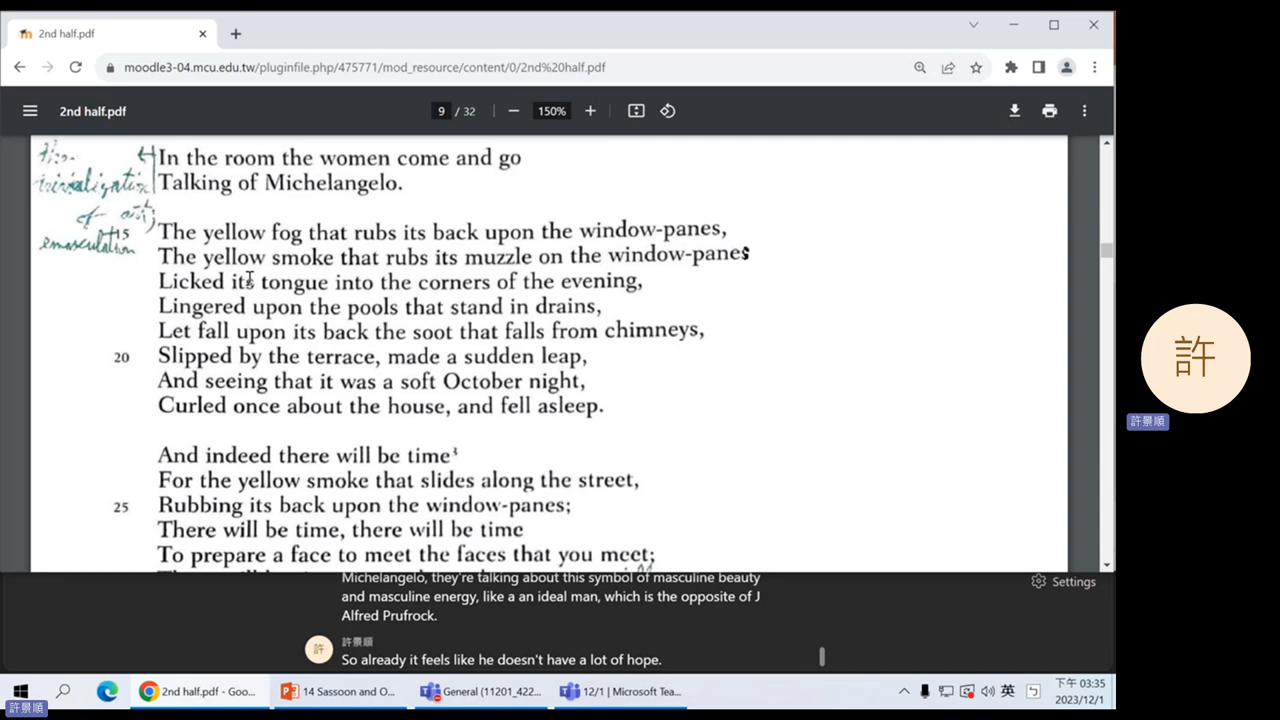 2nd half.pdf
moodle3-04.mcu.edu.tw/pluginfile.php/475771/mod_resource/content/0/2nd%20half.pdf
2nd half.pdf
9 / 32
150%
In the room the women come and go
Talking of Michelangelo.
trivialization
of art,
emasculation
15 The yellow fog that rubs its back upon the window-panes,
The yellow smoke that rubs its muzzle on the window-panes
Licked its tongue into the corners of the evening,
Lingered upon the pools that stand in drains,
Let fall upon its back the soot that falls from chimneys,
20 Slipped by the terrace, made a sudden leap,
And seeing that it was a soft October night,
Curled once about the house, and fell asleep.
And indeed there will be time³
For the yellow smoke that slides along the street,
25 Rubbing its back upon the window-panes;
There will be time, there will be time
To prepare a face to meet the faces that you meet;
Michelangelo, they're talking about this symbol of masculine beauty
and masculine energy, like a an ideal man, which is the opposite of J
Alfred Prufrock.
許
許景順
So already it feels like he doesn't have a lot of hope.
Settings
許
許景順
2nd half.pdf - Goo...
14 Sassoon and O...
General (11201_422...
12/1 | Microsoft Tea...
英
下午 03:35
2023/12/1
許景順